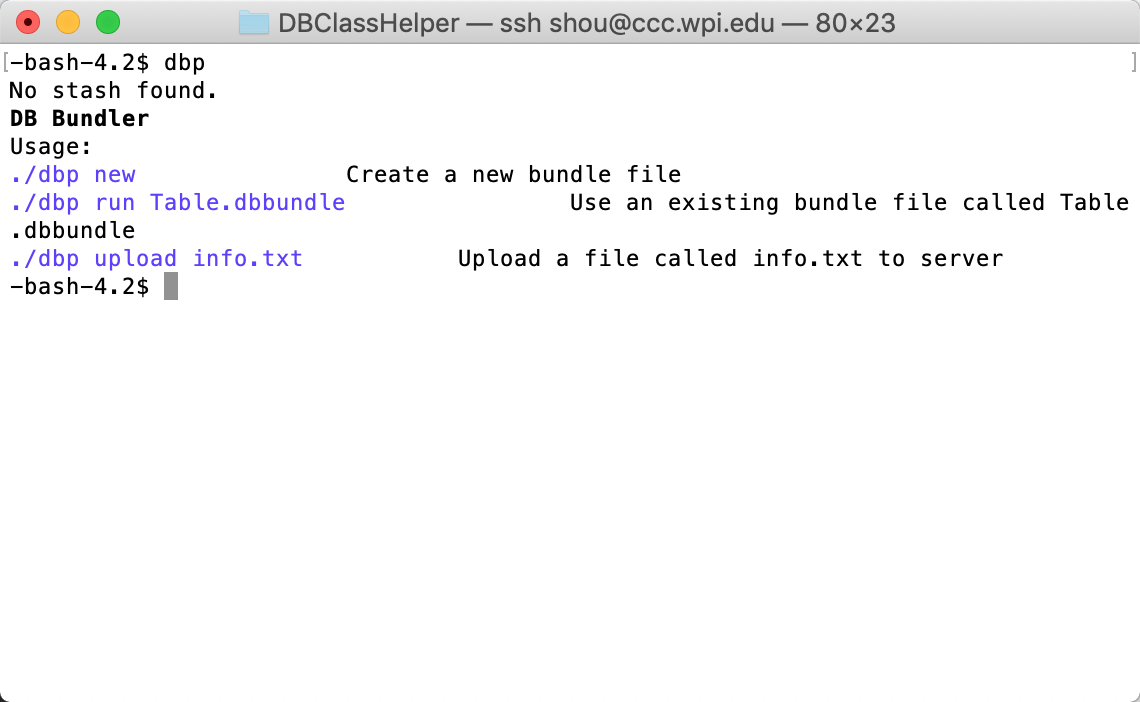 DBClassHelper — ssh shou@ccc.wpi.edu — 80×23
[-bash-4.2$ dbp ]
No stash found.
DB Bundler
Usage:
./dbp new Create a new bundle file
./dbp run Table.dbbundle Use an existing bundle file called Table
.dbbundle
./dbp upload info.txt Upload a file called info.txt to server
-bash-4.2$